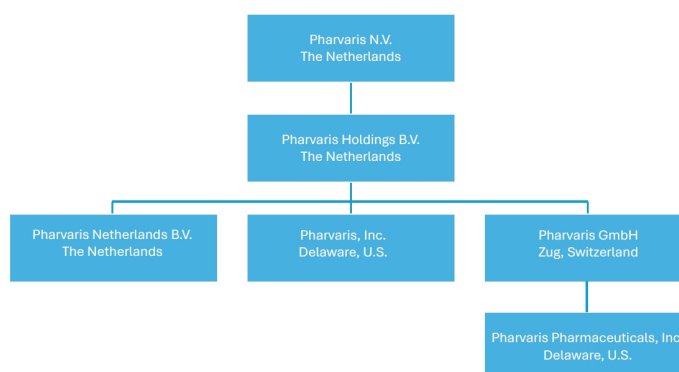 Pharvaris N.V.
The Netherlands
Pharvaris Holdings B.V.
The Netherlands
Pharvaris Netherlands B.V.
The Netherlands
Pharvaris, Inc.
Delaware, U.S.
Pharvaris GmbH
Zug, Switzerland
Pharvaris Pharmaceuticals, Inc
Delaware, U.S.